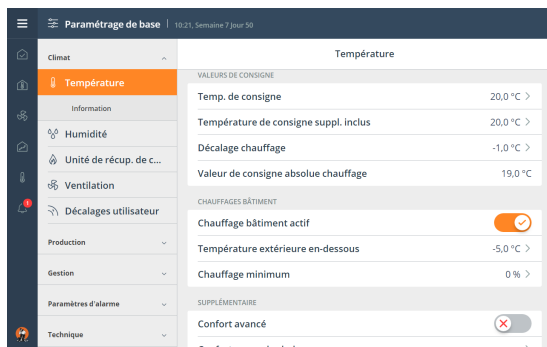 Paramétrage de base
10:21, Semaine 7 Jour 50
Climat
Température
Information
Humidité
Unité de récup. de c...
Ventilation
Décalages utilisateur
Production
Gestion
Paramètres d'alarme
Technique
1
Température
VALEURS DE CONSIGNE
Temp. de consigne 20,0 °C >
Température de consigne suppl. inclus 20,0 °C >
Décalage chauffage -1,0 °C >
Valeur de consigne absolue chauffage 19,0 °C
CHAUFFAGES BÂTIMENT
Chauffage bâtiment actif
Température extérieure en-dessous -5,0 °C >
Chauffage minimum 0 % >
SUPPLÉMENTAIRE
Confort avancé